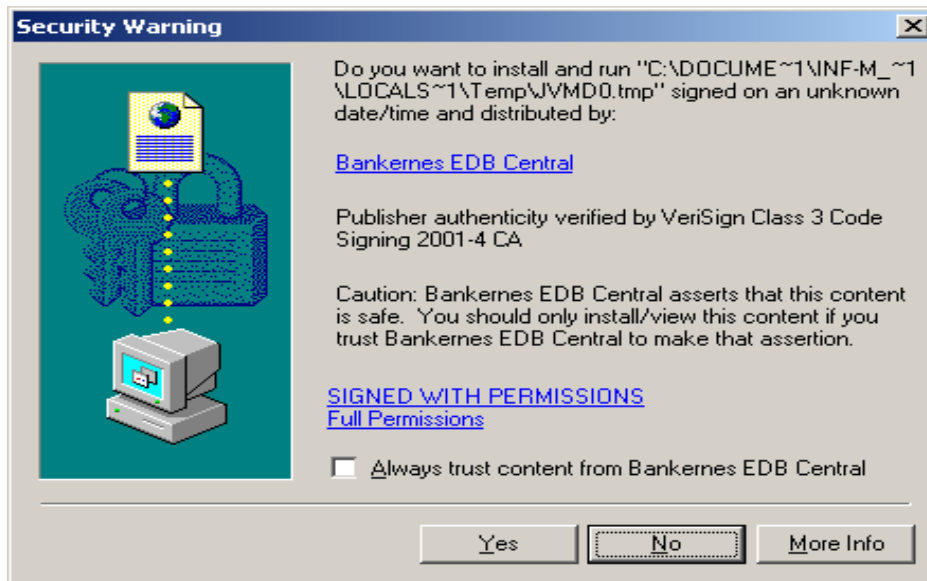 Security Warning
Do you want to install and run "C:\DOCUME~1\INF-M_~1
\LOCALS~1\Temp\JVMD0.tmp" signed on an unknown
date/time and distributed by:
Bankernes EDB Central
Publisher authenticity verified by VeriSign Class 3 Code
Signing 2001-4 CA
Caution: Bankernes EDB Central asserts that this content
is safe. You should only install/view this content if you
trust Bankernes EDB Central to make that assertion.
SIGNED WITH PERMISSIONS
Full Permissions
Always trust content from Bankernes EDB Central
Yes No More Info